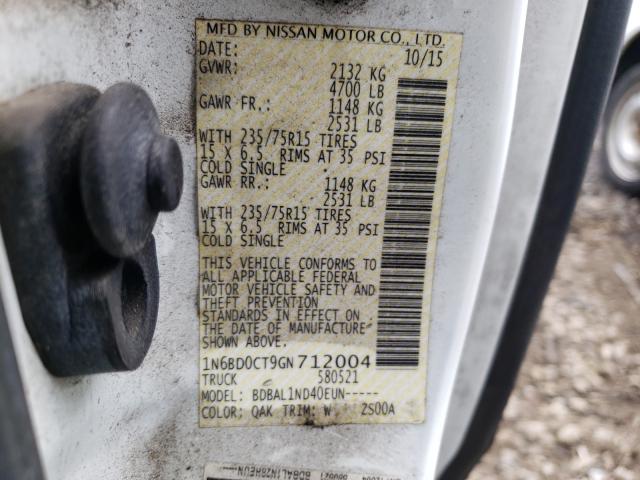 MFD BY NISSAN MOTOR CO., LTD.
DATE: 10/15
GVWR: 2132 KG
4700 LB
GAWR FR.: 1148 KG
2531 LB
WITH 235/75R15 TIRES
15 X 6.5 RIMS AT 35 PSI
COLD SINGLE
GAWR RR.: 1148 KG
2531 LB
WITH 235/75R15 TIRES
15 X 6.5 RIMS AT 35 PSI
COLD SINGLE
THIS VEHICLE CONFORMS TO
ALL APPLICABLE FEDERAL
MOTOR VEHICLE SAFETY AND
THEFT PREVENTION
STANDARDS IN EFFECT ON
THE DATE OF MANUFACTURE
SHOWN ABOVE.
1N6BD0CT9GN712004
TRUCK 580521
MODEL: BDBAL1ND40EUN-----
COLOR: QAK TRIM: W 2S00A